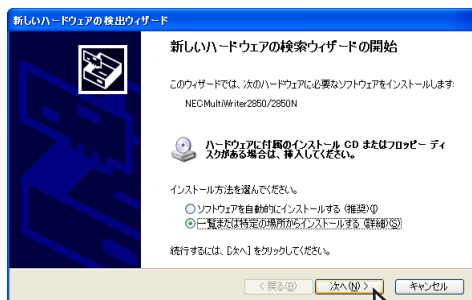 新しいハードウェアの検出ウィザード
新しいハードウェアの検索ウィザードの開始
このウィザードでは、次のハードウェアに必要なソフトウェアをインストールします:
NECMultiWriter2850/2850N
ハードウェアに付属のインストール CD またはフロッピー ディ
スクがある場合は、挿入してください。
インストール方法を選んでください。
ソフトウェアを自動的にインストールする (推奨)(I)
一覧または特定の場所からインストールする (詳細)(S)
続行するには、[次へ] をクリックしてください。
< 戻る(B) 次へ(N) > キャンセル